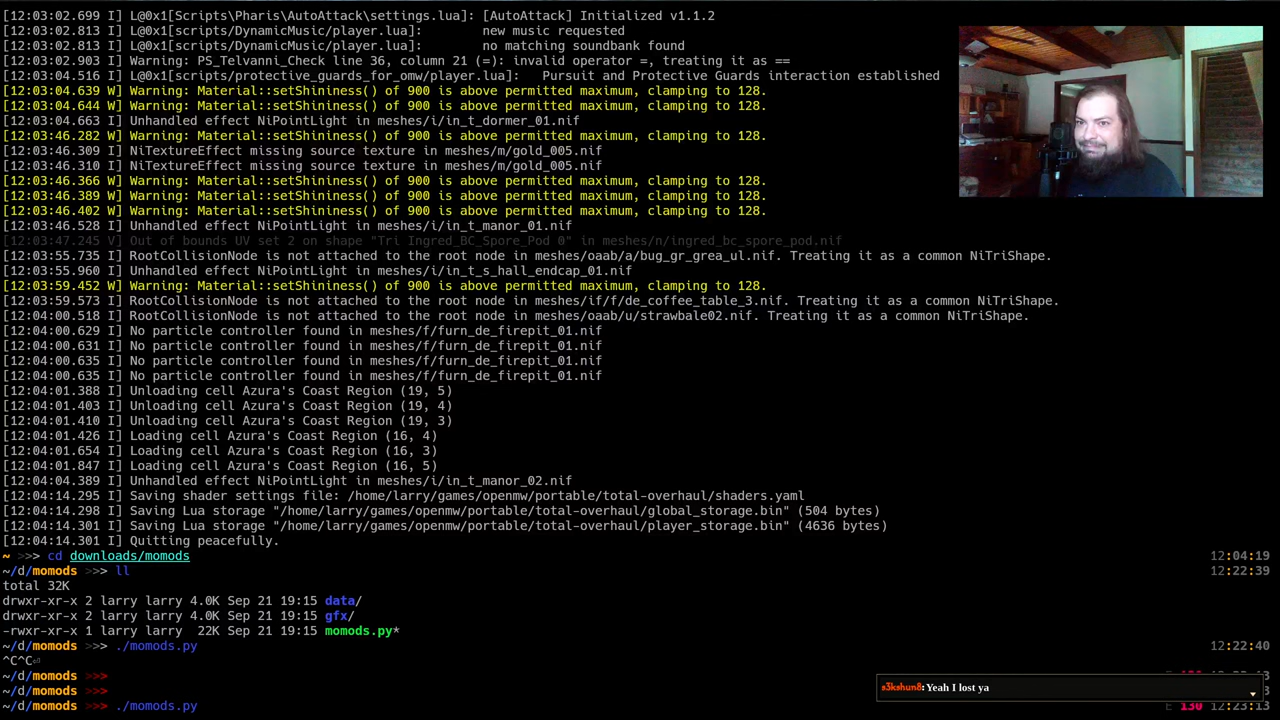 [12:03:02.699 I] L@0x1[Scripts\Pharis\AutoAttack\settings.lua]: [AutoAttack] Initialized v1.1.2
[12:03:02.813 I] L@0x1[scripts/DynamicMusic/player.lua]:        new music requested
[12:03:02.813 I] L@0x1[scripts/DynamicMusic/player.lua]:        no matching soundbank found
[12:03:02.903 I] Warning: PS_Telvanni_Check line 36, column 21 (=): invalid operator =, treating it as ==
[12:03:04.516 I] L@0x1[scripts/protective_guards_for_omw/player.lua]:   Pursuit and Protective Guards interaction established
[12:03:04.639 W] Warning: Material::setShininess() of 900 is above permitted maximum, clamping to 128.
[12:03:04.644 W] Warning: Material::setShininess() of 900 is above permitted maximum, clamping to 128.
[12:03:04.663 I] Unhandled effect NiPointLight in meshes/i/in_t_dormer_01.nif
[12:03:46.282 W] Warning: Material::setShininess() of 900 is above permitted maximum, clamping to 128.
[12:03:46.309 I] NiTextureEffect missing source texture in meshes/m/gold_005.nif
[12:03:46.310 I] NiTextureEffect missing source texture in meshes/m/gold_005.nif
[12:03:46.366 W] Warning: Material::setShininess() of 900 is above permitted maximum, clamping to 128.
[12:03:46.389 W] Warning: Material::setShininess() of 900 is above permitted maximum, clamping to 128.
[12:03:46.402 W] Warning: Material::setShininess() of 900 is above permitted maximum, clamping to 128.
[12:03:46.528 I] Unhandled effect NiPointLight in meshes/i/in_t_manor_01.nif
[12:03:47.245 V] Out of bounds UV set 2 on shape "Tri Ingred_BC_Spore_Pod 0" in meshes/n/ingred_bc_spore_pod.nif
[12:03:55.735 I] RootCollisionNode is not attached to the root node in meshes/oaab/a/bug_gr_grea_ul.nif. Treating it as a common NiTriShape.
[12:03:55.960 I] Unhandled effect NiPointLight in meshes/i/in_t_s_hall_endcap_01.nif
[12:03:59.452 W] Warning: Material::setShininess() of 900 is above permitted maximum, clamping to 128.
[12:03:59.573 I] RootCollisionNode is not attached to the root node in meshes/if/f/de_coffee_table_3.nif. Treating it as a common NiTriShape.
[12:04:00.518 I] RootCollisionNode is not attached to the root node in meshes/oaab/u/strawbale02.nif. Treating it as a common NiTriShape.
[12:04:00.629 I] No particle controller found in meshes/f/furn_de_firepit_01.nif
[12:04:00.631 I] No particle controller found in meshes/f/furn_de_firepit_01.nif
[12:04:00.635 I] No particle controller found in meshes/f/furn_de_firepit_01.nif
[12:04:00.635 I] No particle controller found in meshes/f/furn_de_firepit_01.nif
[12:04:01.388 I] Unloading cell Azura's Coast Region (19, 5)
[12:04:01.403 I] Unloading cell Azura's Coast Region (19, 4)
[12:04:01.410 I] Unloading cell Azura's Coast Region (19, 3)
[12:04:01.426 I] Loading cell Azura's Coast Region (16, 4)
[12:04:01.654 I] Loading cell Azura's Coast Region (16, 3)
[12:04:01.847 I] Loading cell Azura's Coast Region (16, 5)
[12:04:04.389 I] Unhandled effect NiPointLight in meshes/i/in_t_manor_02.nif
[12:04:14.295 I] Saving shader settings file: /home/larry/games/openmw/portable/total-overhaul/shaders.yaml
[12:04:14.298 I] Saving Lua storage "/home/larry/games/openmw/portable/total-overhaul/global_storage.bin" (504 bytes)
[12:04:14.301 I] Saving Lua storage "/home/larry/games/openmw/portable/total-overhaul/player_storage.bin" (4636 bytes)
[12:04:14.301 I] Quitting peacefully.
~ >>> cd downloads/momods 12:04:19
~/d/momods >>> ll 12:22:39
total 32K
drwxr-xr-x 2 larry larry 4.0K Sep 21 19:15 data/
drwxr-xr-x 2 larry larry 4.0K Sep 21 19:15 gfx/
-rwxr-xr-x 1 larry larry  22K Sep 21 19:15 momods.py*
~/d/momods >>> ./momods.py 12:22:40
^C^C⏎
~/d/momods >>>
~/d/momods >>>
s3kshun8: Yeah I lost ya
~/d/momods >>> ./momods.py E 130 12:23:13